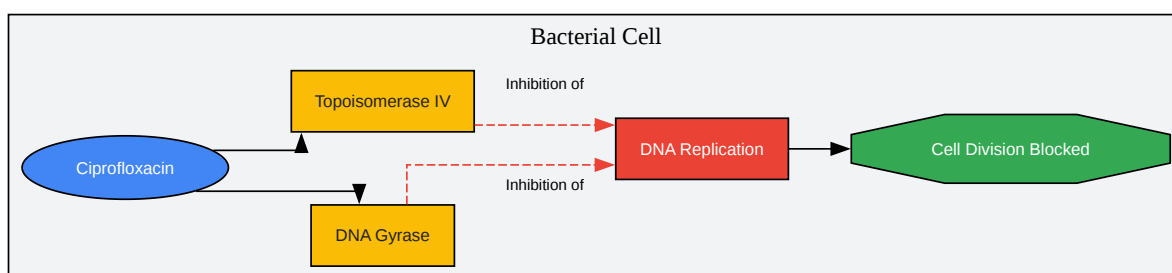 Bacterial Cell
Inhibition of
Topoisomerase IV
Ciprofloxacin
DNA Replication
Cell Division Blocked
Inhibition of
DNA Gyrase